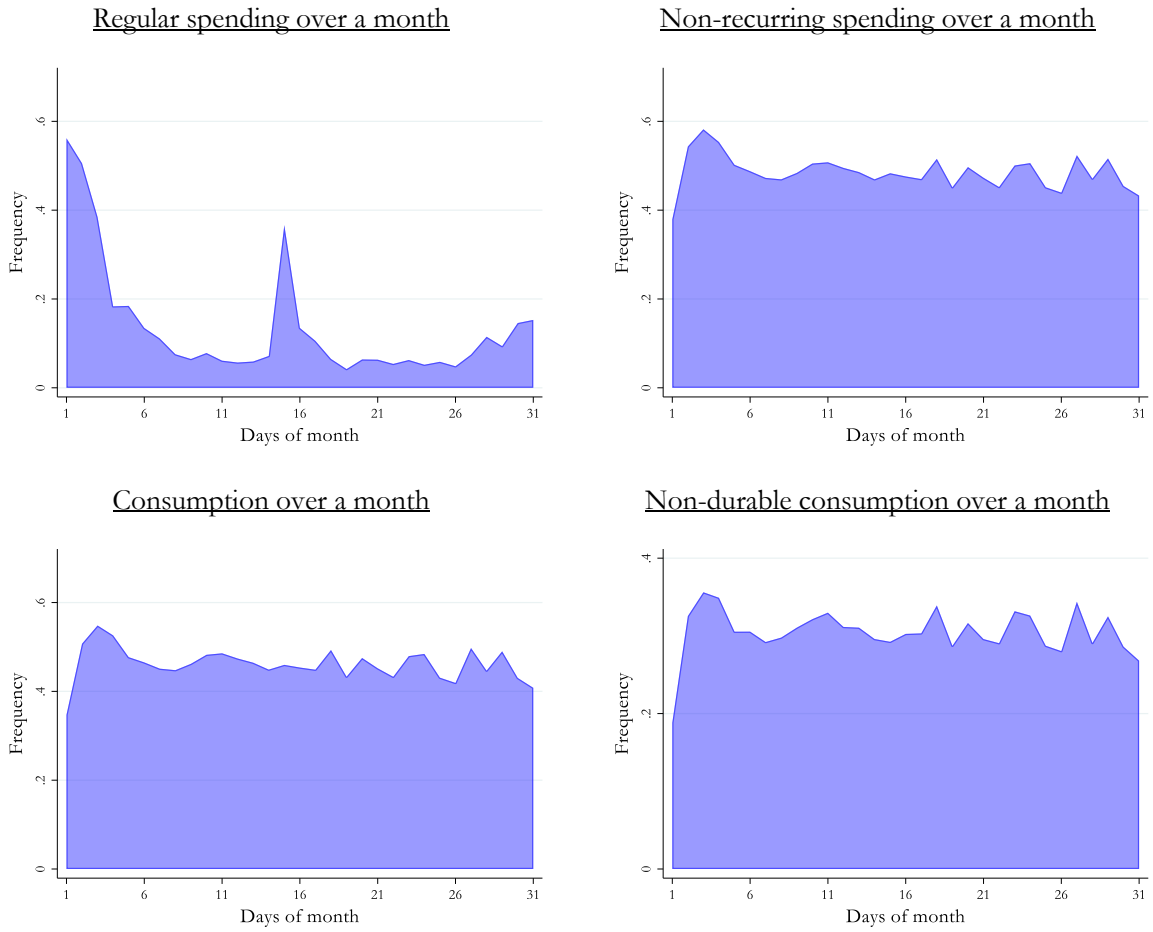 Regular spending over a month
Frequency
.6
.4
.2
0
1 6 11 16 21 26 31
Days of month
Non-recurring spending over a month
Frequency
.6
.4
.2
0
1 6 11 16 21 26 31
Days of month
Consumption over a month
Frequency
.6
.4
.2
0
1 6 11 16 21 26 31
Days of month
Non-durable consumption over a month
Frequency
.4
.2
0
1 6 11 16 21 26 31
Days of month